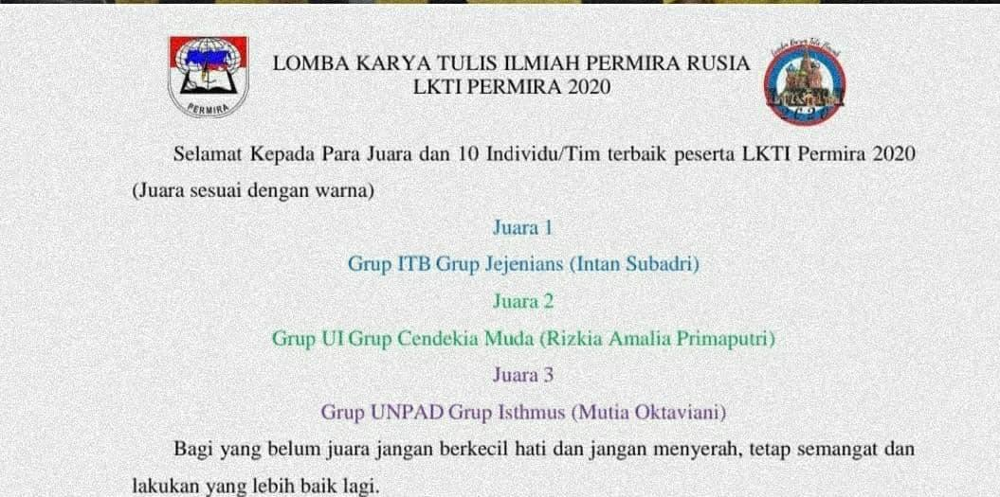 LOMBA KARYA TULIS ILMIAH PERMIRA RUSIA
LKTI PERMIRA 2020
PERMIRA
2020
Selamat Kepada Para Juara dan 10 Individu/Tim terbaik peserta LKTI Permira 2020
(Juara sesuai dengan warna)
Juara 1
Grup ITB Grup Jejenians (Intan Subadri)
Juara 2
Grup UI Grup Cendekia Muda (Rizkia Amalia Primaputri)
Juara 3
Grup UNPAD Grup Isthmus (Mutia Oktaviani)
Bagi yang belum juara jangan berkecil hati dan jangan menyerah, tetap semangat dan
lakukan yang lebih baik lagi.